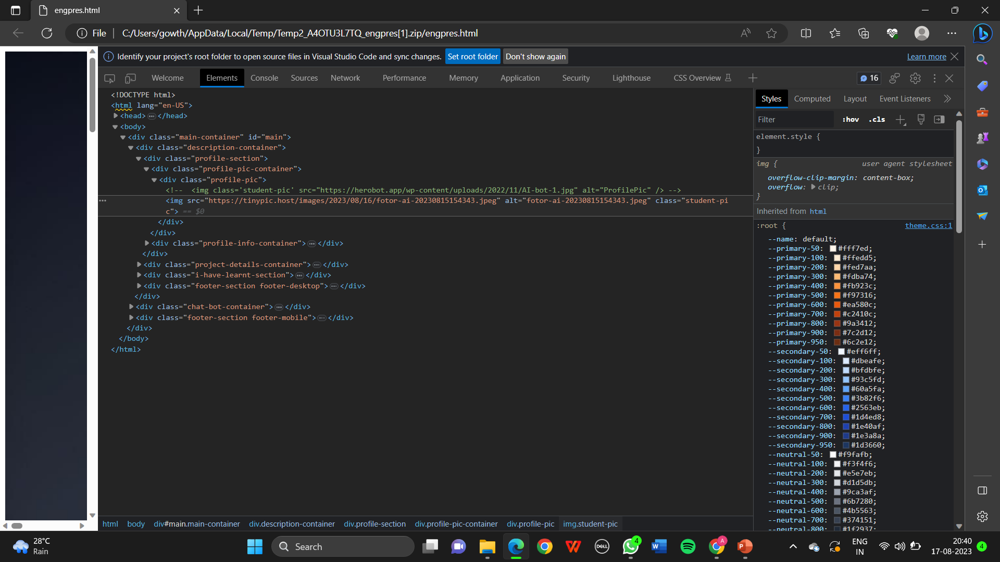 engpres.html
File
C:/Users/gowth/AppData/Local/Temp/Temp2_A4OTU3L7TQ_engpres[1].zip/engpres.html
Identify your project's root folder to open source files in Visual Studio Code and sync changes. Set root folder Don't show again Learn more
Welcome Elements Console Sources Network Performance Memory Application Security Lighthouse CSS Overview 16
<!DOCTYPE html>
<html lang="en-US">
<head> ⋯ </head>
<body>
<div class="main-container" id="main">
<div class="description-container">
<div class="profile-section">
<div class="profile-pic-container">
<div class="profile-pic">
<!-- <img class='student-pic' src="https://herobot.app/wp-content/uploads/2022/11/AI-bot-1.jpg" alt="ProfilePic" /> -->
<img src="https://tinypic.host/images/2023/08/16/fotor-ai-20230815154343.jpeg" alt="fotor-ai-20230815154343.jpeg" class="student-pi
c"> == $0
</div>
</div>
<div class="profile-info-container"> ⋯ </div>
</div>
<div class="project-details-container"> ⋯ </div>
<div class="i-have-learnt-section"> ⋯ </div>
<div class="footer-section footer-desktop"> ⋯ </div>
</div>
<div class="chat-bot-container"> ⋯ </div>
<div class="footer-section footer-mobile"> ⋯ </div>
</div>
</body>
</html>
html body div#main.main-container div.description-container div.profile-section div.profile-pic-container div.profile-pic img.student-pic
Styles Computed Layout Event Listeners
Filter :hov .cls
element.style {
}
img { user agent stylesheet
overflow-clip-margin: content-box;
overflow: clip;
}
Inherited from html
:root { theme.css:1
--name: default;
--primary-50: #fff7ed;
--primary-100: #ffedd5;
--primary-200: #fed7aa;
--primary-300: #fdba74;
--primary-400: #fb923c;
--primary-500: #f97316;
--primary-600: #ea580c;
--primary-700: #c2410c;
--primary-800: #9a3412;
--primary-900: #7c2d12;
--primary-950: #6c2e12;
--secondary-50: #eff6ff;
--secondary-100: #dbeafe;
--secondary-200: #bfdbfe;
--secondary-300: #93c5fd;
--secondary-400: #60a5fa;
--secondary-500: #3b82f6;
--secondary-600: #2563eb;
--secondary-700: #1d4ed8;
--secondary-800: #1e40af;
--secondary-900: #1e3a8a;
--secondary-950: #1d3660;
--neutral-50: #f9fafb;
--neutral-100: #f3f4f6;
--neutral-200: #e5e7eb;
--neutral-300: #d1d5db;
--neutral-400: #9ca3af;
--neutral-500: #6b7280;
--neutral-600: #4b5563;
--neutral-700: #374151;
--neutral-800: #1f2937;
28°C
Rain
Search
DELL
4
W
A
P
ENG
IN
20:40
17-08-2023
4